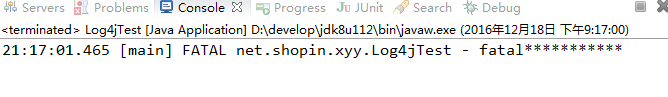 Servers Problems Console Progress JUnit Search Debug
<terminated> Log4jTest [Java Application] D:\develop\jdk8u112\bin\javaw.exe (2016年12月18日 下午9:17:00)
21:17:01.465 [main] FATAL net.shopin.xyy.Log4jTest - fatal***********